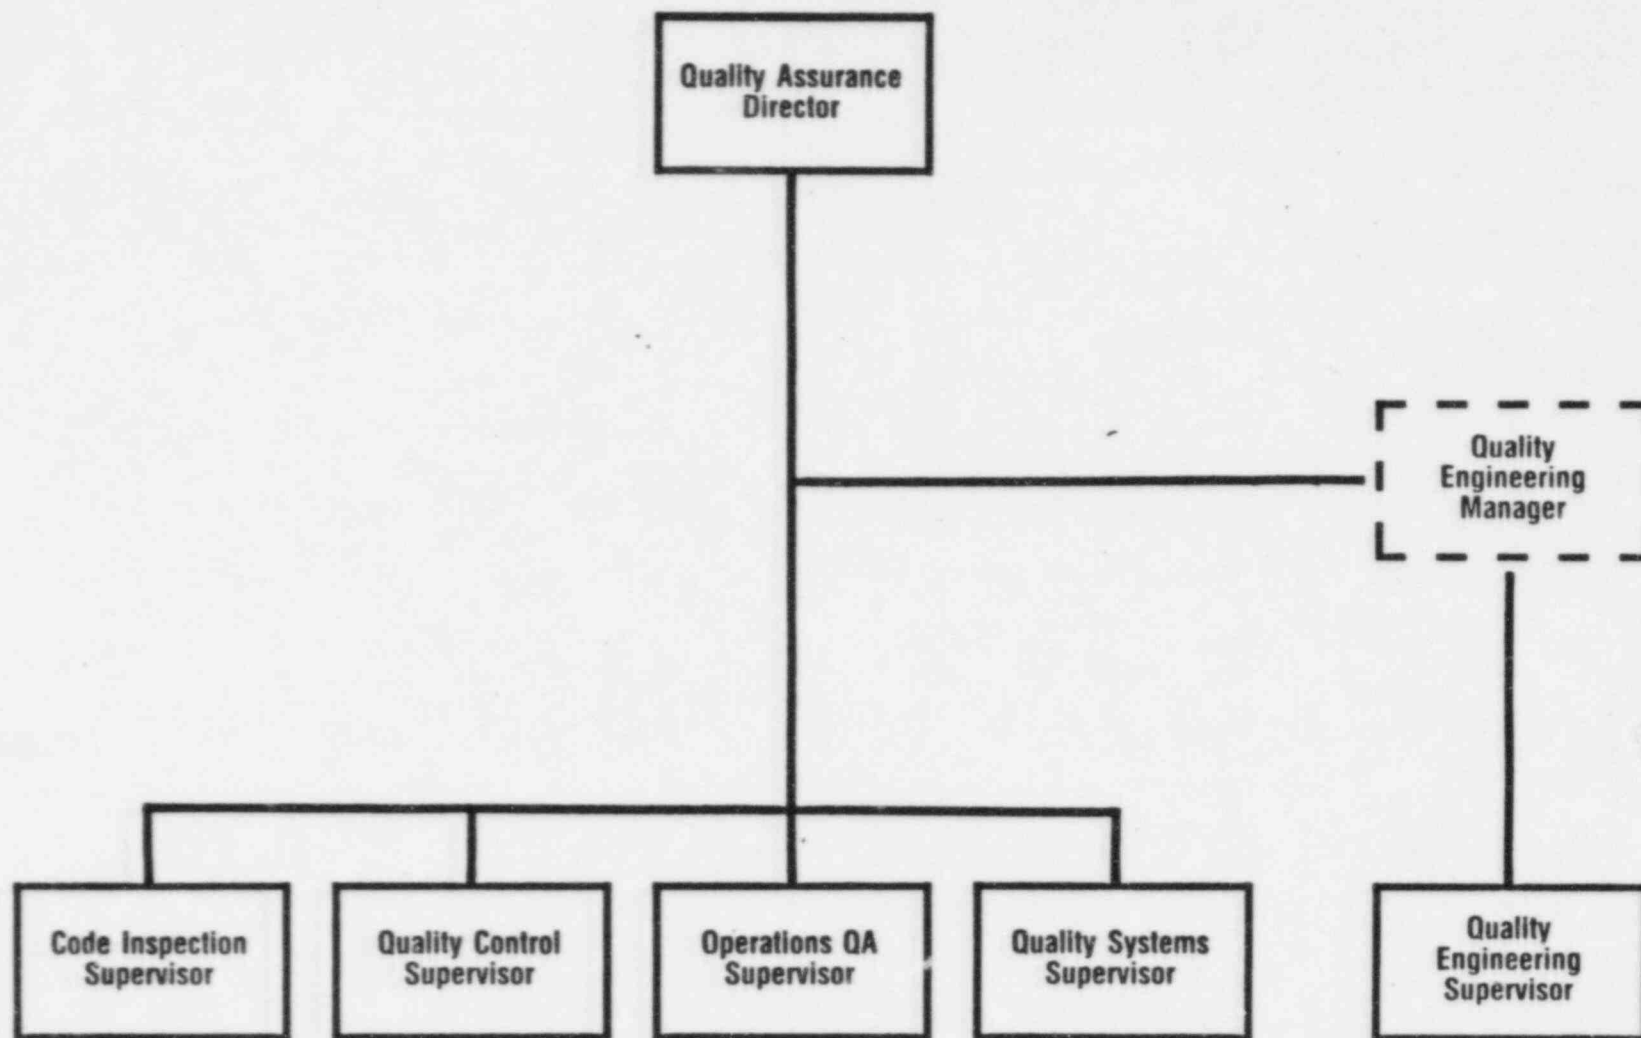 Quality Assurance
Director
Quality
Engineering
Manager
Code Inspection
Supervisor
Quality Control
Supervisor
Operations QA
Supervisor
Quality Systems
Supervisor
Quality
Engineering
Supervisor